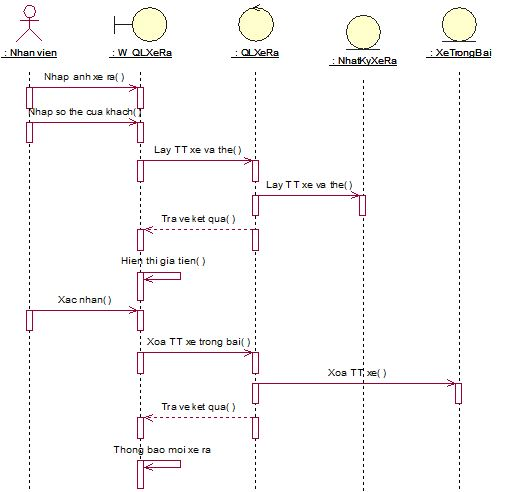 : Nhan vien
: W_QLXeRa
: QLXeRa
: NhatKyXeRa
: XeTrongBai
Nhap anh xe ra( )
Nhap so the cua khach( )
Lay TT xe va the( )
Lay TT xe va the( )
Tra ve ket qua( )
Hien thi gia tien( )
Xac nhan( )
Xoa TT xe trong bai( )
Xoa TT xe( )
Tra ve ket qua( )
Thong bao moi xe ra